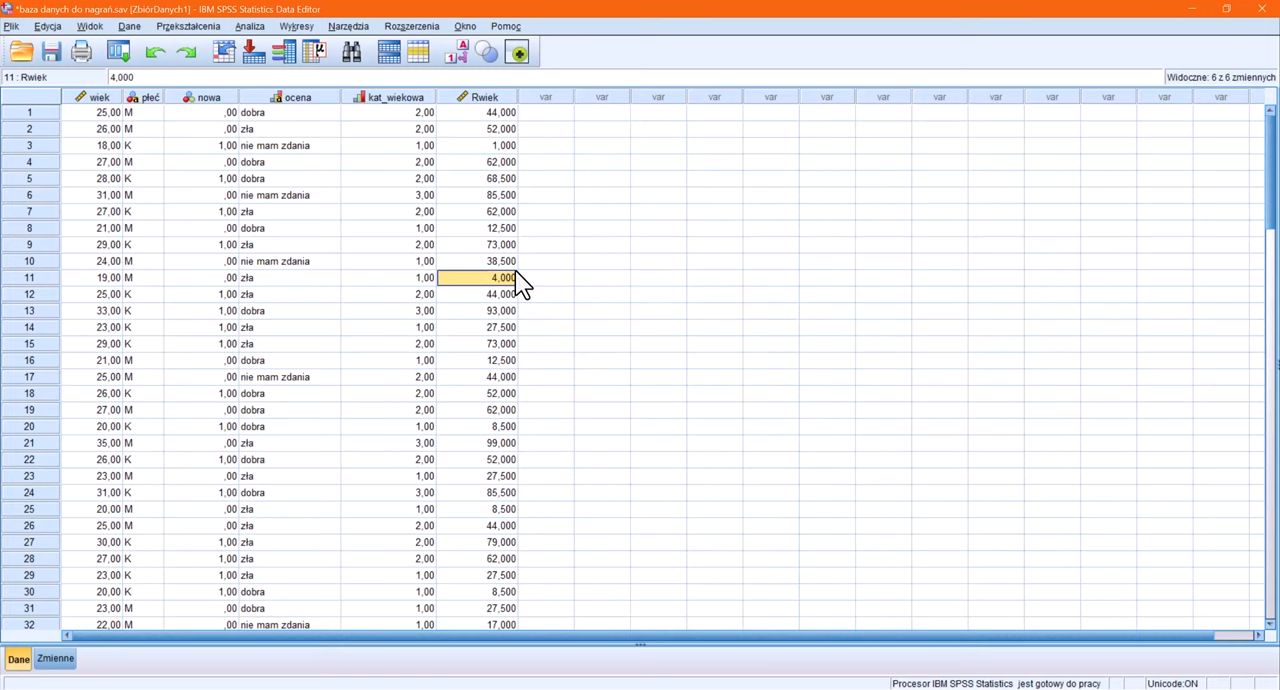 *baza danych do nagrań.sav [ZbiórDanych1] - IBM SPSS Statistics Data Editor
Plik Edycja Widok Dane Przekształcenia Analiza Wykresy Narzędzia Rozszerzenia Okno Pomoc
11 : Rwiek 4,000 Widoczne: 6 z 6 zmiennych
wiek płeć nowa ocena kat_wiekowa Rwiek var var var var var var var var var var var var var
1 25,00 M ,00 dobra 2,00 44,000
2 26,00 M ,00 zła 2,00 52,000
3 18,00 K 1,00 nie mam zdania 1,00 1,000
4 27,00 M ,00 dobra 2,00 62,000
5 28,00 K 1,00 dobra 2,00 68,500
6 31,00 M ,00 nie mam zdania 3,00 85,500
7 27,00 K 1,00 zła 2,00 62,000
8 21,00 M ,00 dobra 1,00 12,500
9 29,00 K 1,00 zła 2,00 73,000
10 24,00 M ,00 nie mam zdania 1,00 38,500
11 19,00 M ,00 zła 1,00 4,000
12 25,00 K 1,00 zła 2,00 44,000
13 33,00 K 1,00 dobra 3,00 93,000
14 23,00 K 1,00 zła 1,00 27,500
15 29,00 K 1,00 zła 2,00 73,000
16 21,00 M ,00 dobra 1,00 12,500
17 25,00 M ,00 nie mam zdania 2,00 44,000
18 26,00 K 1,00 dobra 2,00 52,000
19 27,00 M ,00 dobra 2,00 62,000
20 20,00 K 1,00 dobra 1,00 8,500
21 35,00 M ,00 zła 3,00 99,000
22 26,00 K 1,00 dobra 2,00 52,000
23 23,00 M ,00 zła 1,00 27,500
24 31,00 K 1,00 dobra 3,00 85,500
25 20,00 M ,00 zła 1,00 8,500
26 25,00 M ,00 zła 2,00 44,000
27 30,00 K 1,00 zła 2,00 79,000
28 27,00 K 1,00 zła 2,00 62,000
29 23,00 K 1,00 zła 1,00 27,500
30 20,00 K 1,00 dobra 1,00 8,500
31 23,00 M ,00 dobra 1,00 27,500
32 22,00 M ,00 nie mam zdania 1,00 17,000
Dane Zmienne
Procesor IBM SPSS Statistics jest gotowy do pracy Unicode:ON